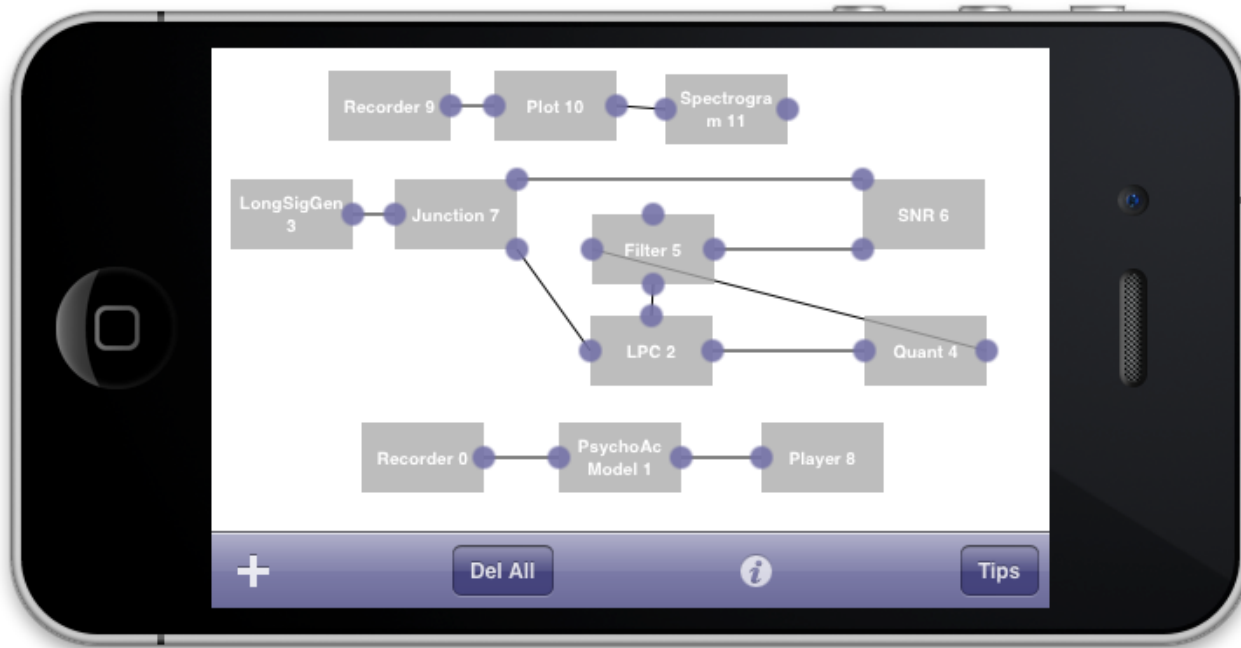 Recorder 9
Plot 10
Spectrogra
m 11
LongSigGen
3
Junction 7
Filter 5
SNR 6
LPC 2
Quant 4
Recorder 0
PsychoAc
Model 1
Player 8
Del All
i
Tips